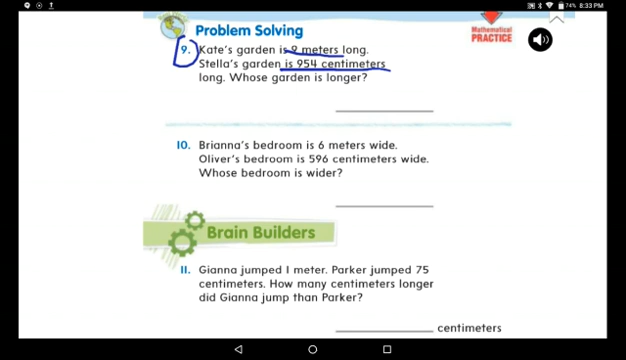 74% 8:33 PM
Problem Solving
Mathematical
PRACTICE
9. Kate's garden is 9 meters long.
Stella's garden is 954 centimeters
long. Whose garden is longer?
10. Brianna's bedroom is 6 meters wide.
Oliver's bedroom is 596 centimeters wide.
Whose bedroom is wider?
Brain Builders
11. Gianna jumped 1 meter. Parker jumped 75
centimeters. How many centimeters longer
did Gianna jump than Parker?
centimeters